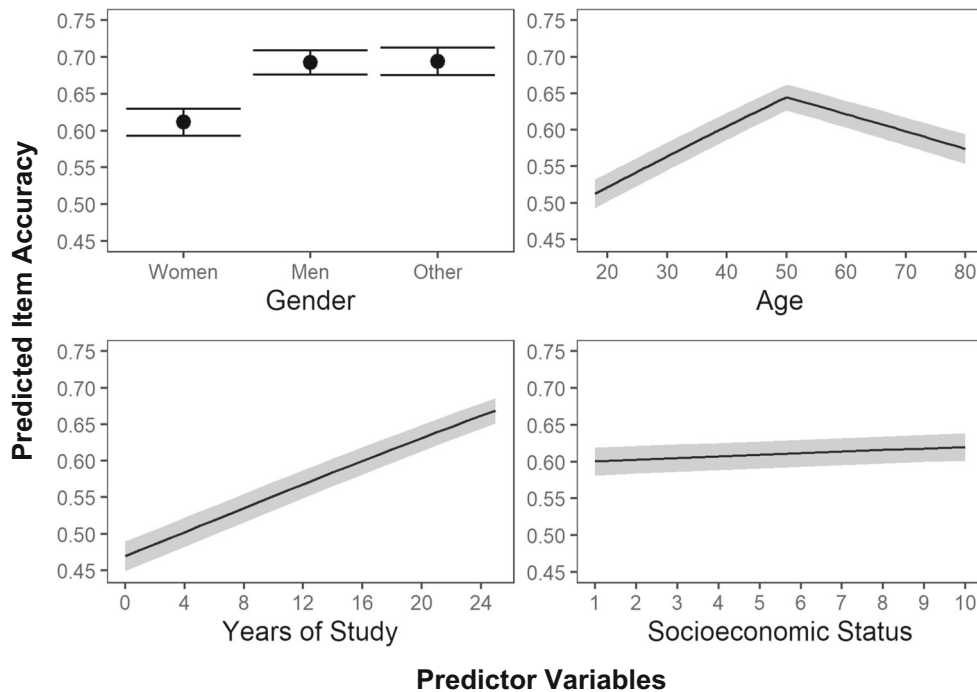 Predicted Item Accuracy
0.75
0.70
0.65
0.60
0.55
0.50
0.45
Women Men Other
Gender
0.75
0.70
0.65
0.60
0.55
0.50
0.45
20 30 40 50 60 70 80
Age
0.75
0.70
0.65
0.60
0.55
0.50
0.45
0 4 8 12 16 20 24
Years of Study
0.75
0.70
0.65
0.60
0.55
0.50
0.45
1 2 3 4 5 6 7 8 9 10
Socioeconomic Status
Predictor Variables